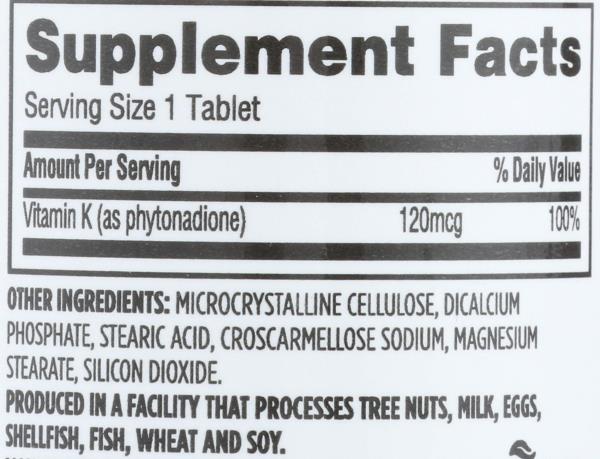 Supplement Facts
Serving Size 1 Tablet
Amount Per Serving % Daily Value
Vitamin K (as phytonadione) 120mcg 100%
OTHER INGREDIENTS: MICROCRYSTALLINE CELLULOSE, DICALCIUM
PHOSPHATE, STEARIC ACID, CROSCARMELLOSE SODIUM, MAGNESIUM
STEARATE, SILICON DIOXIDE.
PRODUCED IN A FACILITY THAT PROCESSES TREE NUTS, MILK, EGGS,
SHELLFISH, FISH, WHEAT AND SOY.